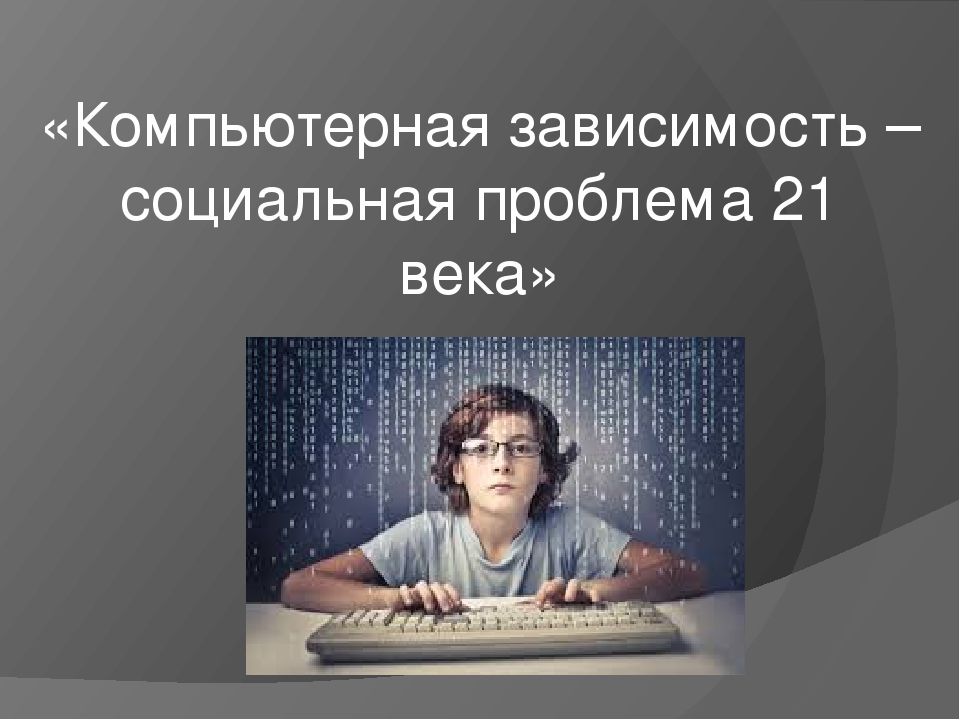 «Компьютерная зависимость –
социальная проблема 21
века»